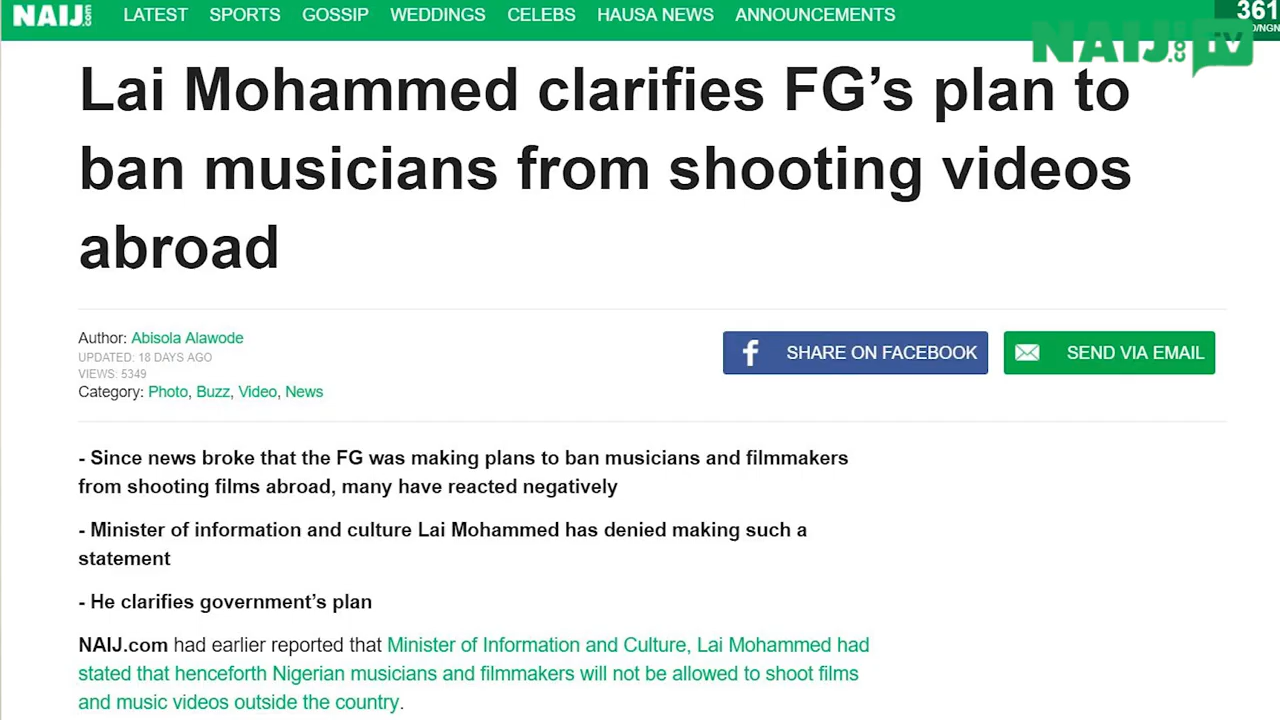 NAIJ.com LATEST SPORTS GOSSIP WEDDINGS CELEBS HAUSA NEWS ANNOUNCEMENTS 361
NAIJ.co TV
Lai Mohammed clarifies FG’s plan to
ban musicians from shooting videos
abroad
Author: Abisola Alawode
UPDATED: 18 DAYS AGO
VIEWS: 5349
Category: Photo, Buzz, Video, News
f SHARE ON FACEBOOK
SEND VIA EMAIL
- Since news broke that the FG was making plans to ban musicians and filmmakers
from shooting films abroad, many have reacted negatively
- Minister of information and culture Lai Mohammed has denied making such a
statement
- He clarifies government’s plan
NAIJ.com had earlier reported that Minister of Information and Culture, Lai Mohammed had
stated that henceforth Nigerian musicians and filmmakers will not be allowed to shoot films
and music videos outside the country.